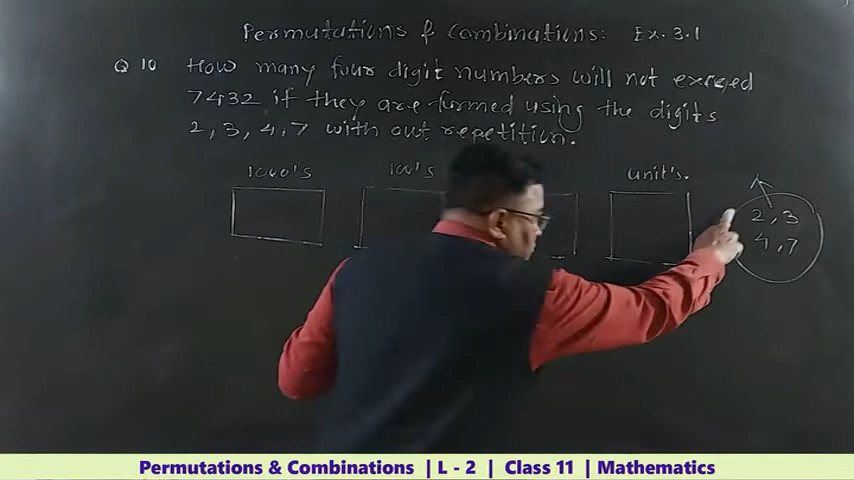 Permutations & Combinations: Ex. 3.1
Q 10 How many four digit numbers will not exceed
7432 if they are formed using the digits
2, 3, 4, 7 with out repetition.
1000's 100's unit's.
2, 3
4, 7
Permutations & Combinations | L - 2 | Class 11 | Mathematics